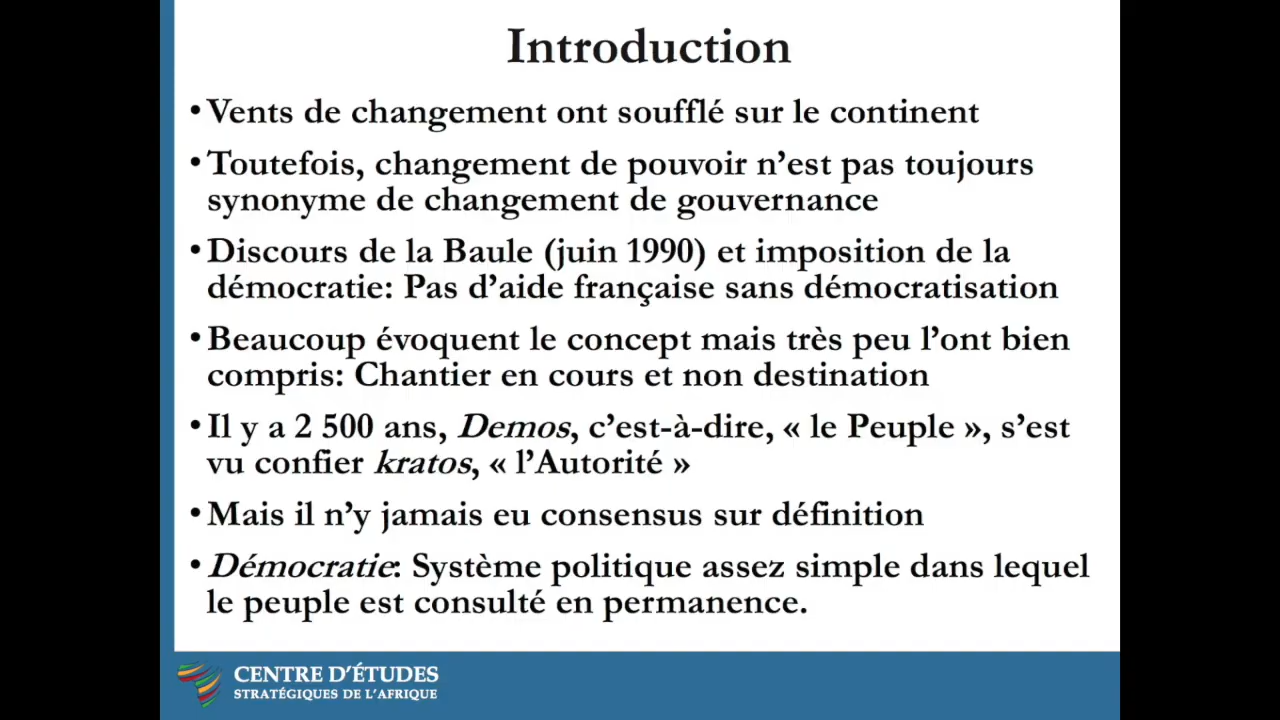 Introduction
• Vents de changement ont soufflé sur le continent
• Toutefois, changement de pouvoir n’est pas toujours
synonyme de changement de gouvernance
• Discours de la Baule (juin 1990) et imposition de la
démocratie: Pas d’aide française sans démocratisation
• Beaucoup évoquent le concept mais très peu l’ont bien
compris: Chantier en cours et non destination
• Il y a 2 500 ans, Demos, c’est-à-dire, « le Peuple », s’est
vu confier kratos, « l’Autorité »
• Mais il n’y jamais eu consensus sur définition
• Démocratie: Système politique assez simple dans lequel
le peuple est consulté en permanence.
CENTRE D’ÉTUDES
STRATÉGIQUES DE L’AFRIQUE